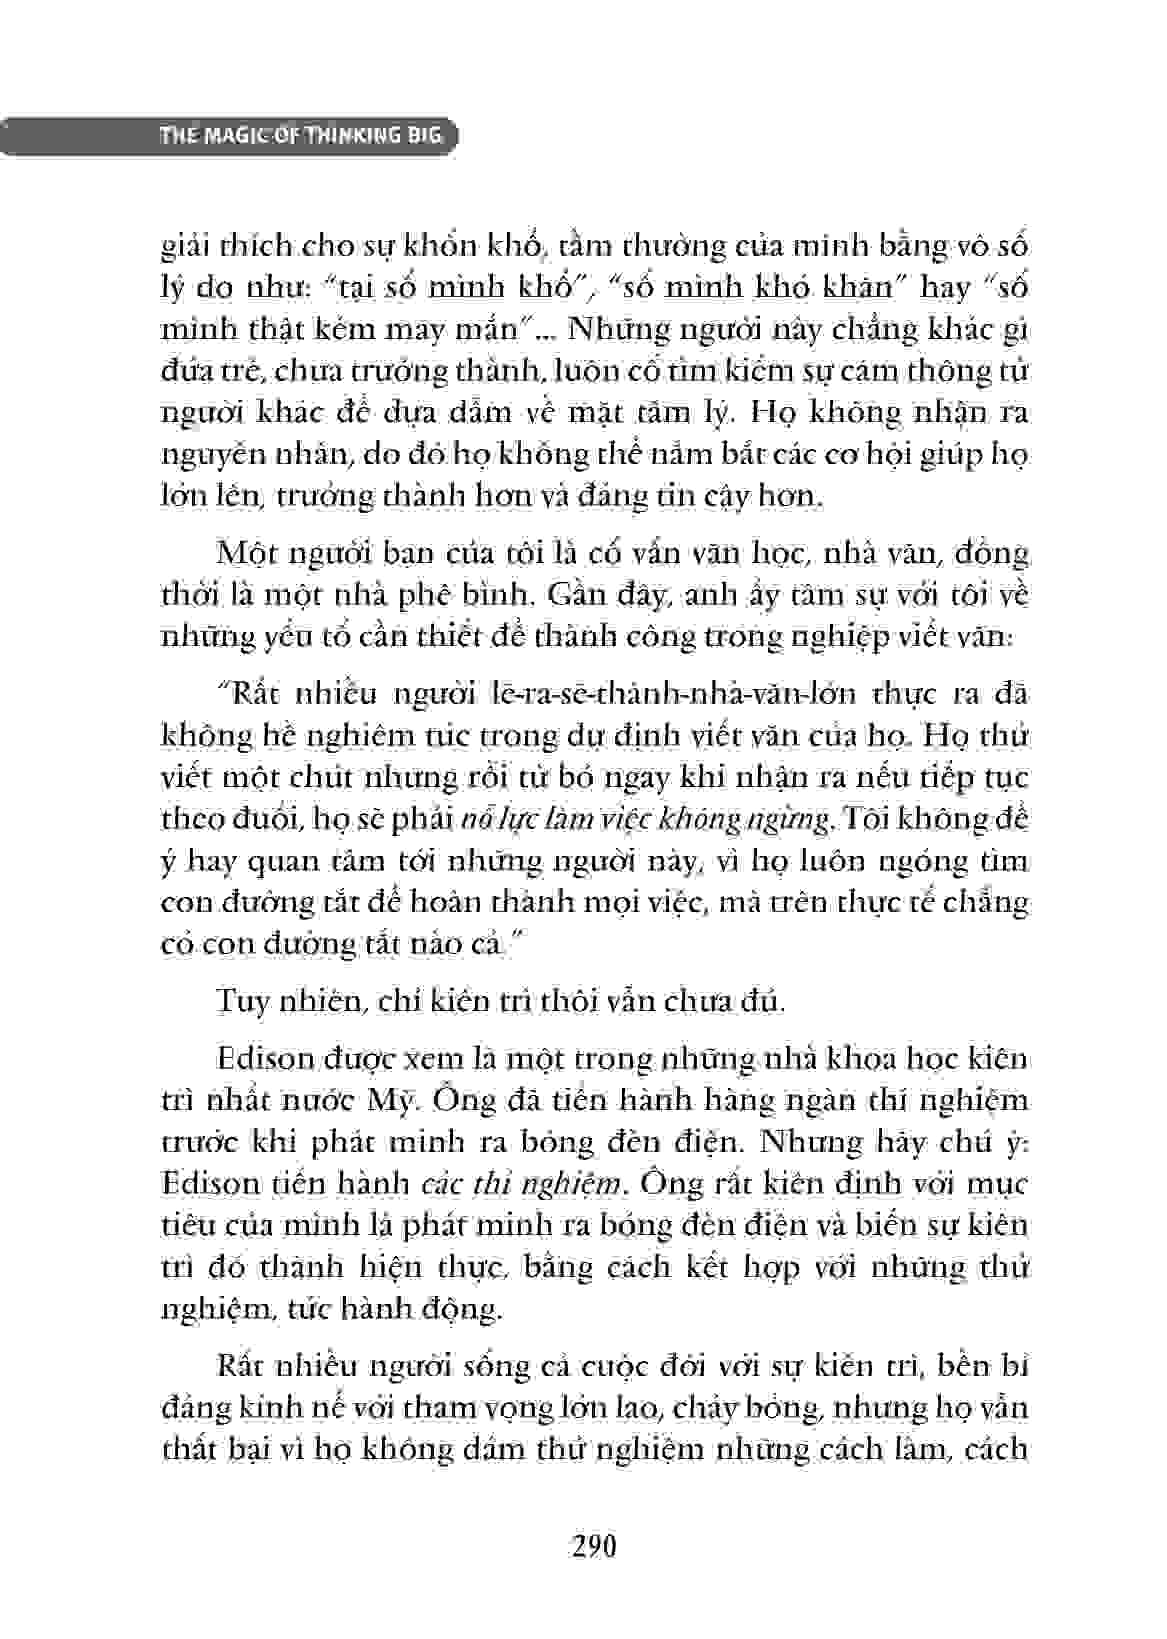 THE MAGIC OF THINKING BIG
giải thích cho sự khốn khổ, tầm thường của mình bằng vô số
lý do như: “tại số mình khổ”, “số mình khó khăn” hay “số
mình thật kém may mắn”... Những người này chẳng khác gì
đứa trẻ, chưa trưởng thành, luôn cố tìm kiếm sự cảm thông từ
người khác để dựa dẫm về mặt tâm lý. Họ không nhận ra
nguyên nhân, do đó họ không thể nắm bắt các cơ hội giúp họ
lớn lên, trưởng thành hơn và đáng tin cậy hơn.
Một người bạn của tôi là cố vấn văn học, nhà văn, đồng
thời là một nhà phê bình. Gần đây, anh ấy tâm sự với tôi về
những yếu tố cần thiết để thành công trong nghiệp viết văn:
“Rất nhiều người lẽ-ra-sẽ-thành-nhà-văn-lớn thực ra đã
không hề nghiêm túc trong dự định viết văn của họ. Họ thử
viết một chút nhưng rồi từ bỏ ngay khi nhận ra nếu tiếp tục
theo đuổi, họ sẽ phải nỗ lực làm việc không ngừng. Tôi không để
ý hay quan tâm tới những người này, vì họ luôn ngóng tìm
con đường tắt để hoàn thành mọi việc, mà trên thực tế chẳng
có con đường tắt nào cả.”
Tuy nhiên, chỉ kiên trì thôi vẫn chưa đủ.
Edison được xem là một trong những nhà khoa học kiên
trì nhất nước Mỹ. Ông đã tiến hành hàng ngàn thí nghiệm
trước khi phát minh ra bóng đèn điện. Nhưng hãy chú ý:
Edison tiến hành các thí nghiệm. Ông rất kiên định với mục
tiêu của mình là phát minh ra bóng đèn điện và biến sự kiên
trì đó thành hiện thực, bằng cách kết hợp với những thử
nghiệm, tức hành động.
Rất nhiều người sống cả cuộc đời với sự kiên trì, bền bỉ
đáng kinh nể với tham vọng lớn lao, cháy bỏng, nhưng họ vẫn
thất bại vì họ không dám thử nghiệm những cách làm, cách
290